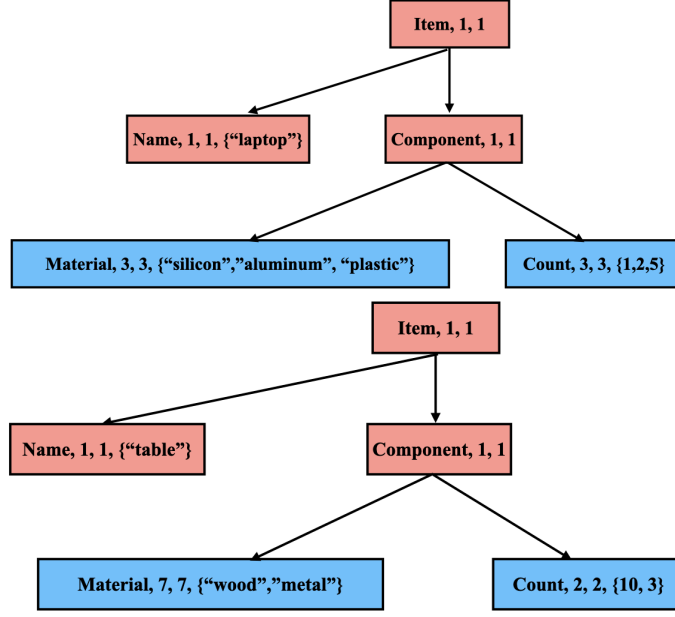 Item, 1, 1
Name, 1, 1, {“laptop”}
Component, 1, 1
Material, 3, 3, {“silicon”,”aluminum”, “plastic”}
Count, 3, 3, {1,2,5}
Item, 1, 1
Name, 1, 1, {“table”}
Component, 1, 1
Material, 7, 7, {“wood”,”metal”}
Count, 2, 2, {10, 3}